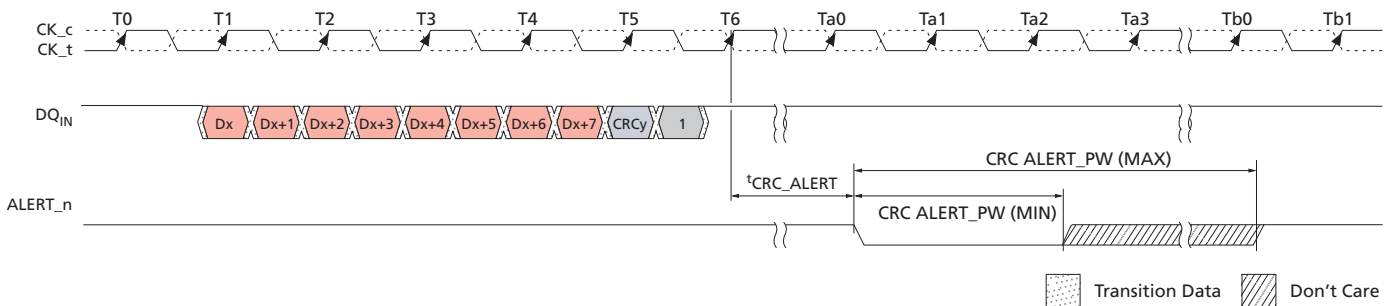 T0 T1 T2 T3 T4 T5 T6 Ta0 Ta1 Ta2 Ta3 Tb0 Tb1
CK_c
CK_t
DQIN Dx Dx+1 Dx+2 Dx+3 Dx+4 Dx+5 Dx+6 Dx+7 CRCy 1
CRC ALERT_PW (MAX)
tCRC_ALERT
ALERT_n CRC ALERT_PW (MIN)
Transition Data Don't Care